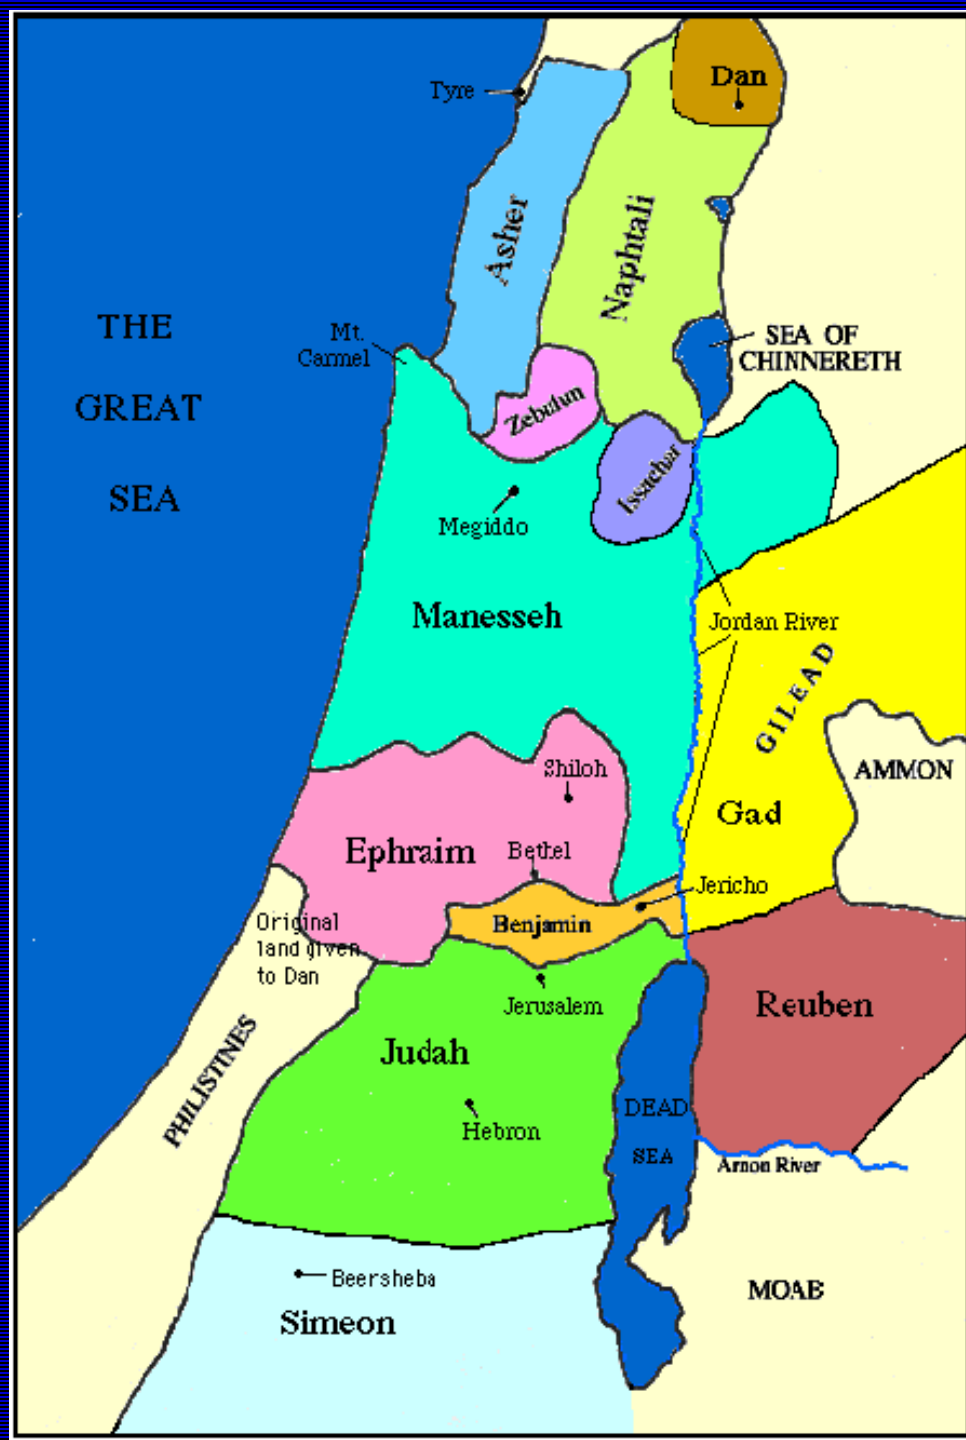 Dan
Tyre
Asher
Naphtali
THE
GREAT
SEA
Mt.
Carmel
SEA OF
CHINNERETH
Zebulun
Issachar
Megiddo
Manesseh
Jordan River
GILEAD
AMMON
Shiloh
Gad
Ephraim
Bethel
Jericho
Benjamin
Original
land given
to Dan
Jerusalem
Reuben
Judah
PHILISTINES
Hebron
DEAD
SEA
Arnon River
Beersheba
MOAB
Simeon